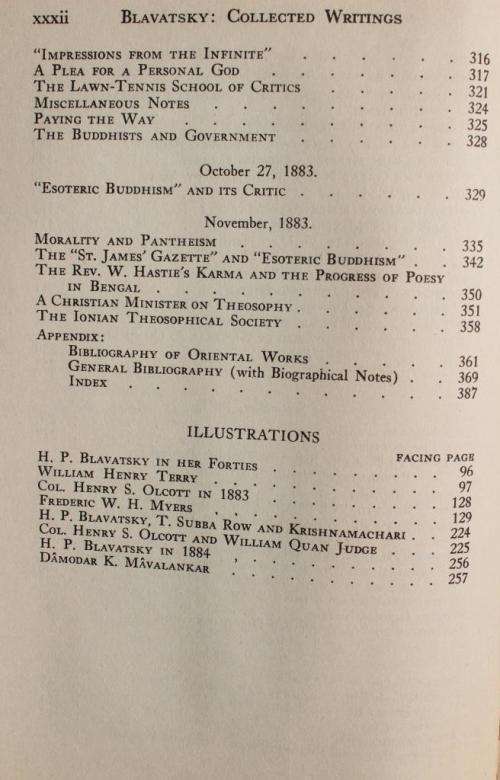 xxxii Blavatsky: Collected Writings
"Impressions from the Infinite" . . . . . . 316
A Plea for a Personal God . . . . . . . 317
The Lawn-Tennis School of Critics . . . . . 321
Miscellaneous Notes . . . . . . . . . 324
Paying the Way . . . . . . . . . . 325
The Buddhists and Government . . . . . . 328
October 27, 1883.
"Esoteric Buddhism" and its Critic . . . . . . 329
November, 1883.
Morality and Pantheism . . . . . . . . 335
The "St. James' Gazette" and "Esoteric Buddhism" . . 342
The Rev. W. Hastie's Karma and the Progress of Poesy
in Bengal . . . . . . . . . . . 350
A Christian Minister on Theosophy . . . . . . 351
The Ionian Theosophical Society . . . . . . 358
Appendix:
Bibliography of Oriental Works . . . . . 361
General Bibliography (with Biographical Notes) . . 369
Index . . . . . . . . . . . . 387
ILLUSTRATIONS
FACING PAGE
H. P. Blavatsky in her Forties . . . . . . . 96
William Henry Terry . . . . . . . . . 97
Col. Henry S. Olcott in 1883 . . . . . . . 128
Frederic W. H. Myers . . . . . . . . . 129
H. P. Blavatsky, T. Subba Row and Krishnamachari . . 224
Col. Henry S. Olcott and William Quan Judge . . . 225
H. P. Blavatsky in 1884 . . . . . . . . . 256
Dâmodar K. Mâvalankar . . . . . . . . . 257